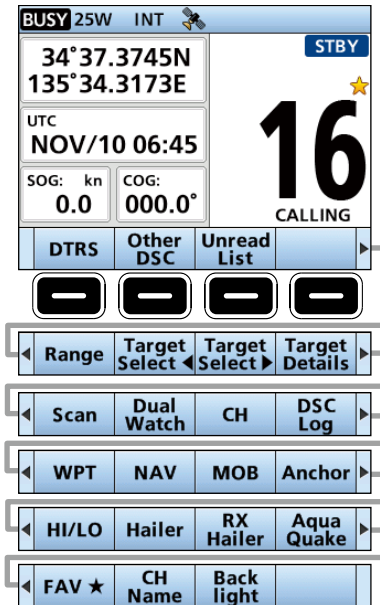 BUSY 25W INT
STBY
34°37.3745N
135°34.3173E
UTC
NOV/10 06:45
SOG: kn
0.0
COG:
000.0°
16
CALLING
DTRS
Other
DSC
Unread
List
Range
Target
Select ◀
Target
Select ▶
Target
Details
Scan
Dual
Watch
CH
DSC
Log
WPT
NAV
MOB
Anchor
HI/LO
Hailer
RX
Hailer
Aqua
Quake
FAV ★
CH
Name
Back
light